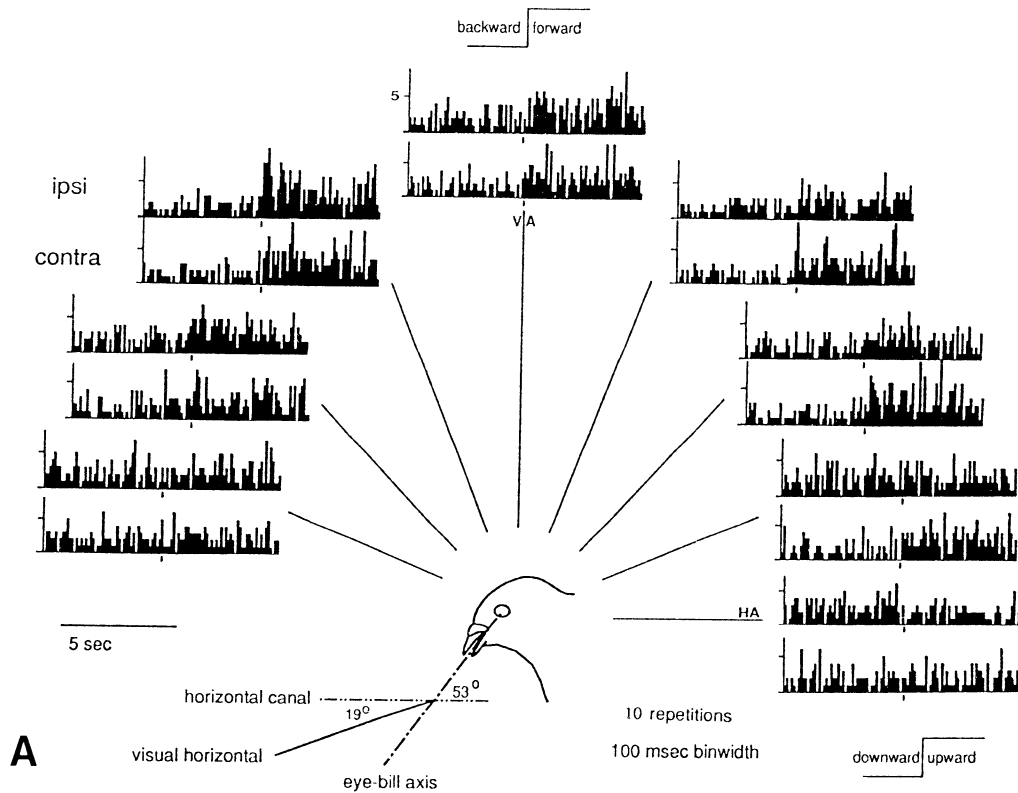 backward forward
5
ipsi
contra
V A
HA
5 sec
horizontal canal
53°
19°
visual horizontal
eye-bill axis
10 repetitions
100 msec binwidth
downward upward
A